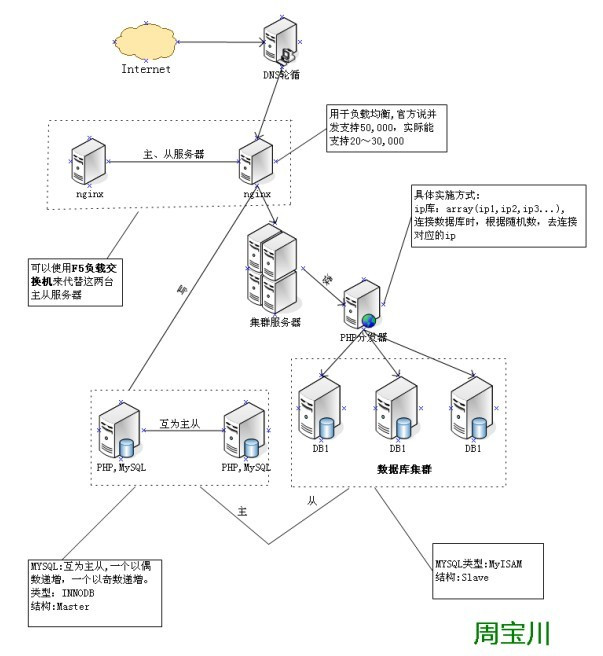 Internet
DNS轮循
用于负载均衡,官方说并
发支持50,000，实际能
支持20～30,000
主、从服务器
nginx
nginx
具体实施方式：
ip库：array(ip1,ip2,ip3...),
连接数据库时，根据随机数，去连接
对应的ip
可以使用F5负载交
换机来代替这两台
主从服务器
写
读
集群服务器
PHP分发器
互为主从
PHP,MySQL
PHP,MySQL
DB1
DB1
DB1
数据库集群
主
从
MYSQL:互为主从,一个以偶
数递增，一个以奇数递增。
类型：INNODB
结构:Master
MYSQL类型:MyISAM
结构:Slave
周宝川